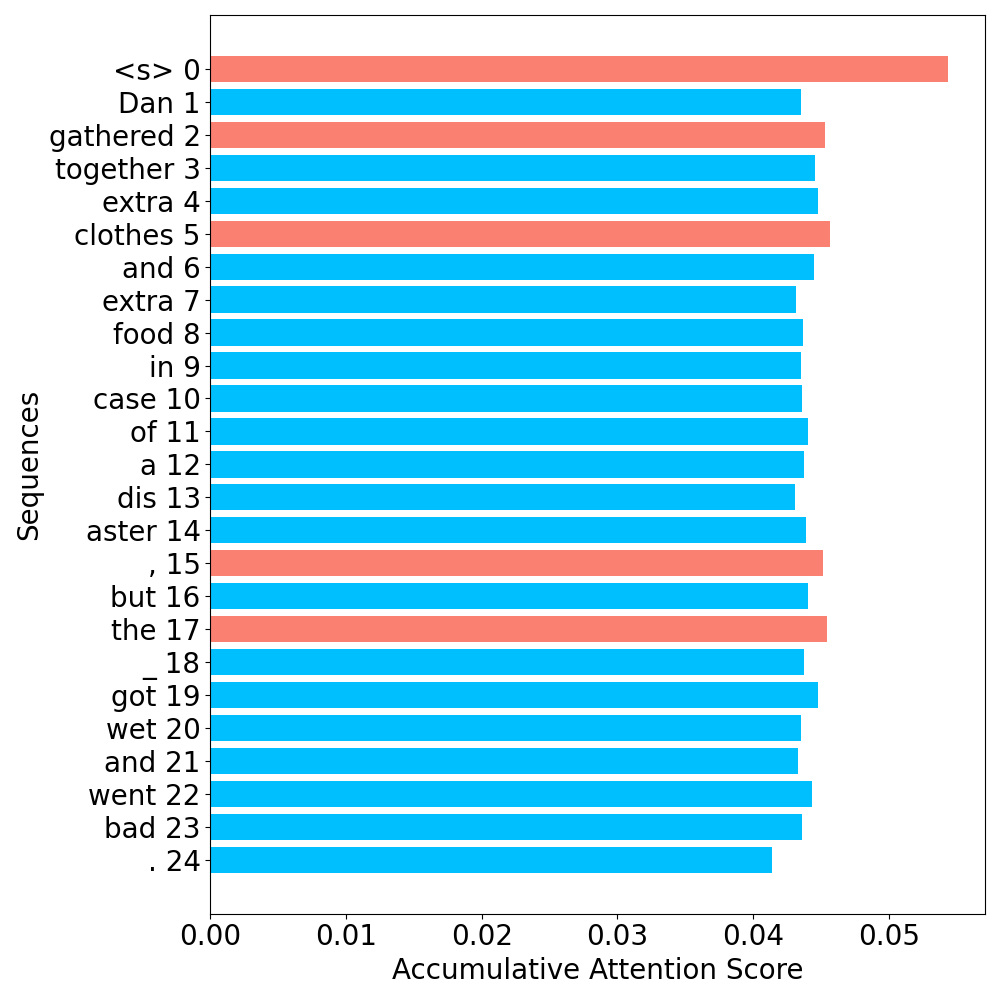 <s> 0
Dan 1
gathered 2
together 3
extra 4
clothes 5
and 6
extra 7
food 8
in 9
case 10
of 11
a 12
dis 13
aster 14
, 15
but 16
the 17
_ 18
got 19
wet 20
and 21
went 22
bad 23
. 24
Sequences
0.00 0.01 0.02 0.03 0.04 0.05
Accumulative Attention Score